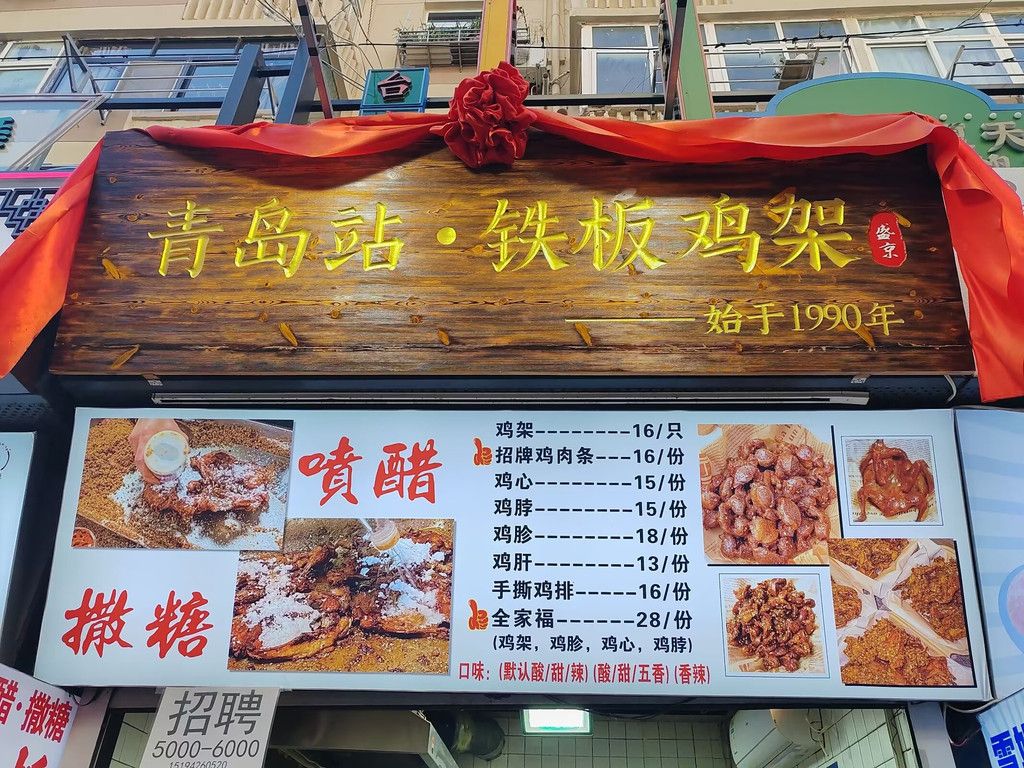 台
天
青岛站·铁板鸡架
盛京
——始于1990年
噴醋
撒糖
鸡架--------16/只
招牌鸡肉条---16/份
鸡心--------15/份
鸡脖--------15/份
鸡胗--------18/份
鸡肝--------13/份
手撕鸡排-----16/份
全家福------28/份
(鸡架，鸡胗，鸡心，鸡脖)
口味：(默认酸/甜/辣) (酸/甜/五香) (香辣)
醋·撒糖
招聘
5000-6000
15194260520